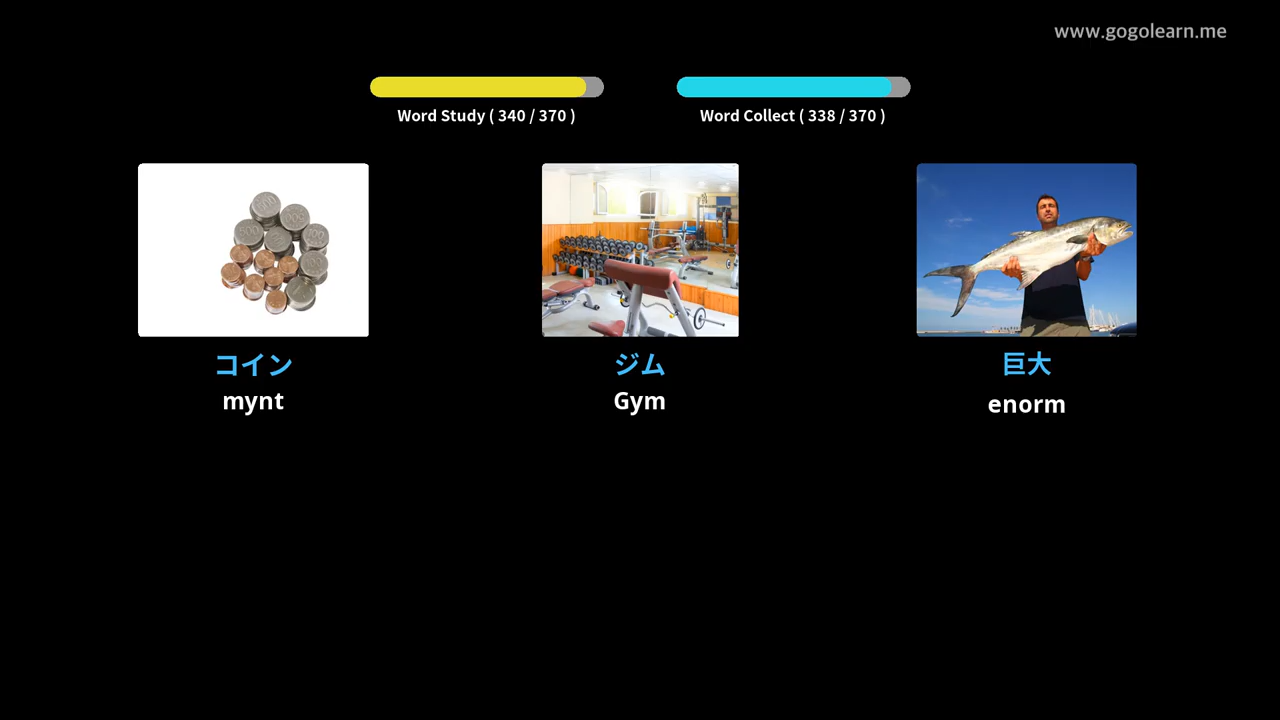 www.gogolearn.me
Word Study ( 340 / 370 )
Word Collect ( 338 / 370 )
コイン
mynt
ジム
Gym
巨大
enorm